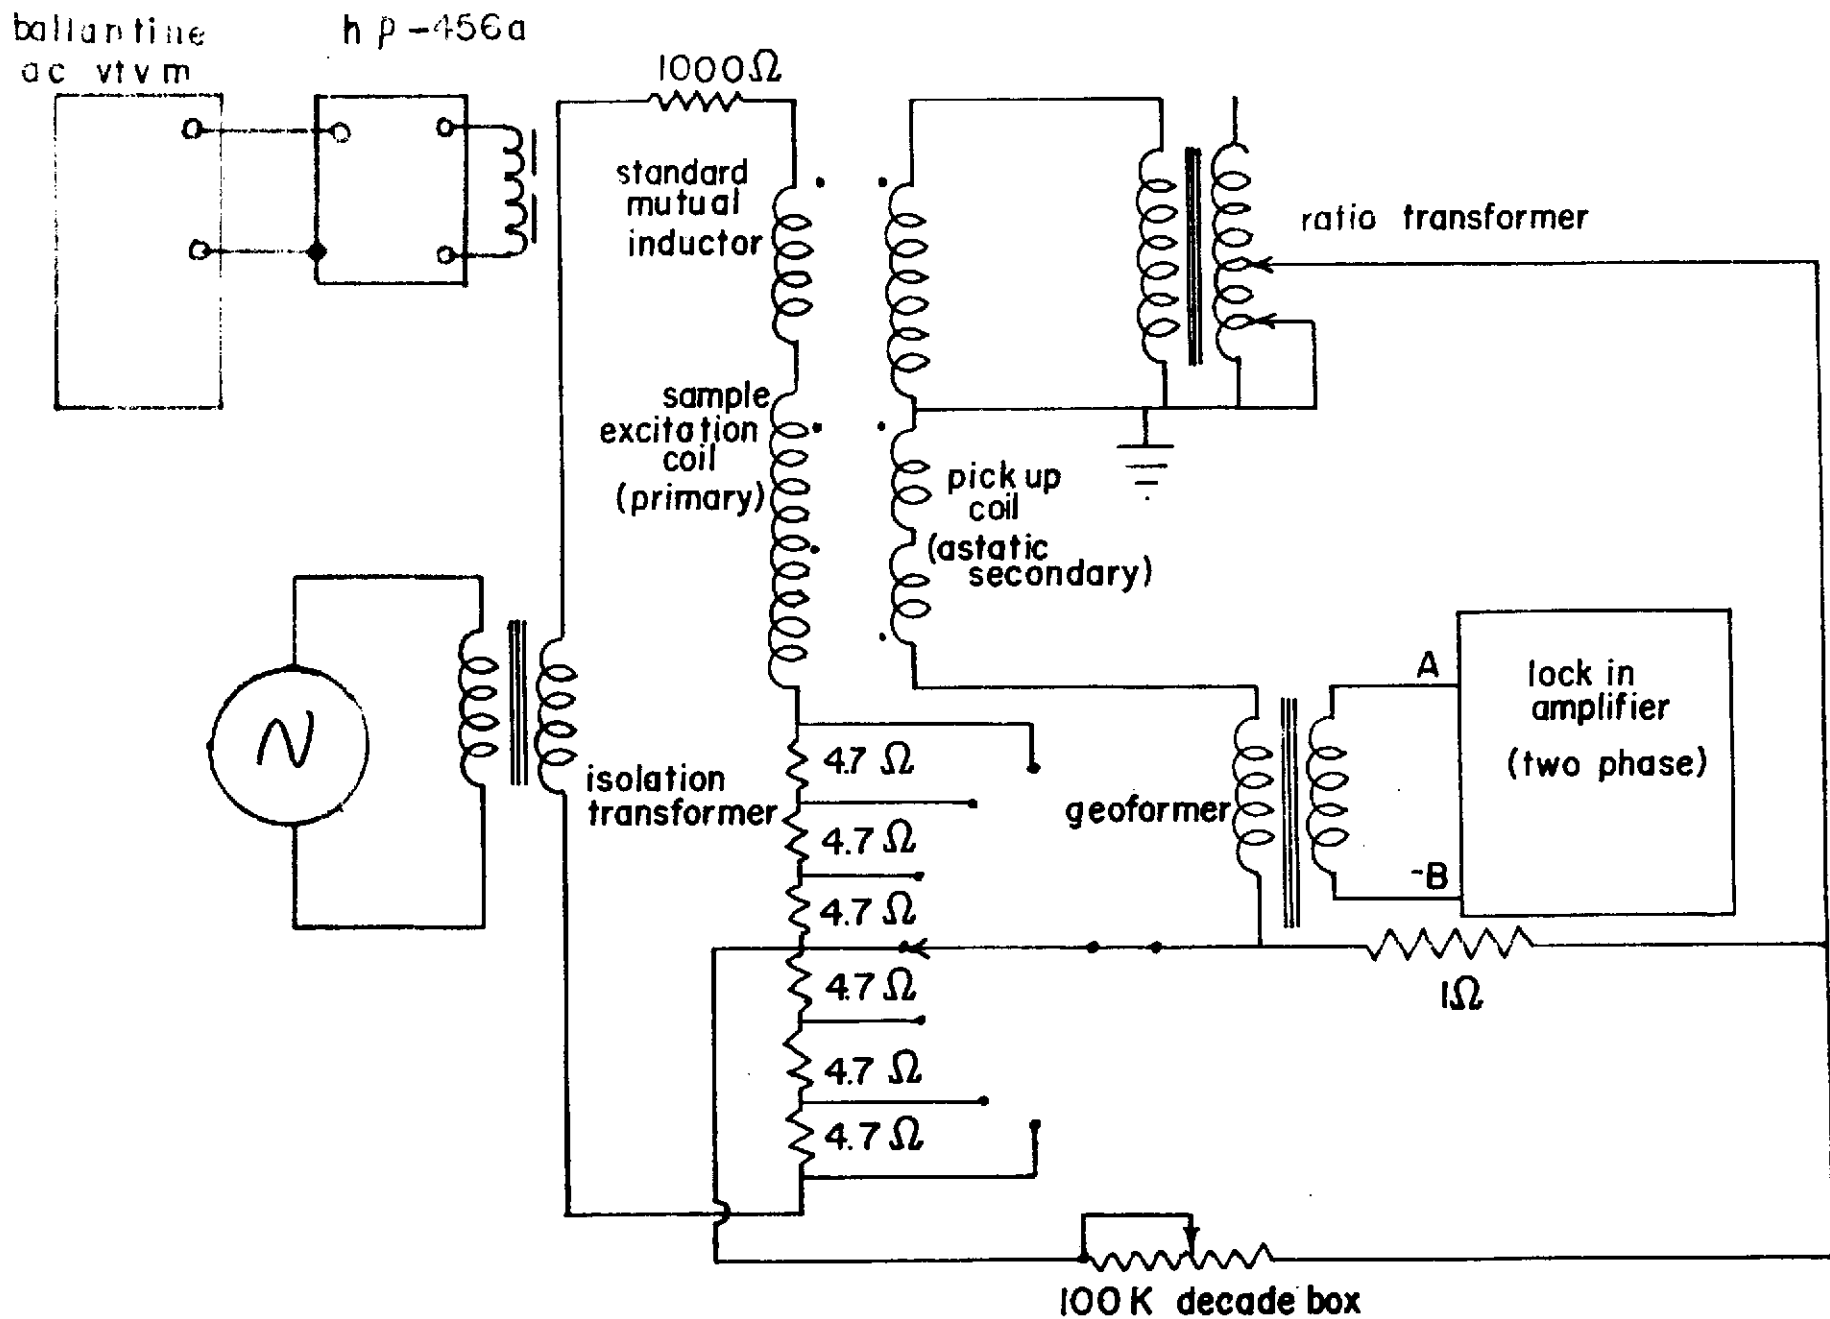 ballantine
ac vtvm
hp-456a
1000Ω
standard
mutual
inductor
ratio transformer
sample
excitation
coil
(primary)
pick up
coil
(astatic
secondary)
isolation
transformer
4.7 Ω
4.7 Ω
4.7 Ω
4.7 Ω
4.7 Ω
4.7 Ω
geoformer
A
-B
lock in
amplifier
(two phase)
1Ω
100K decade box